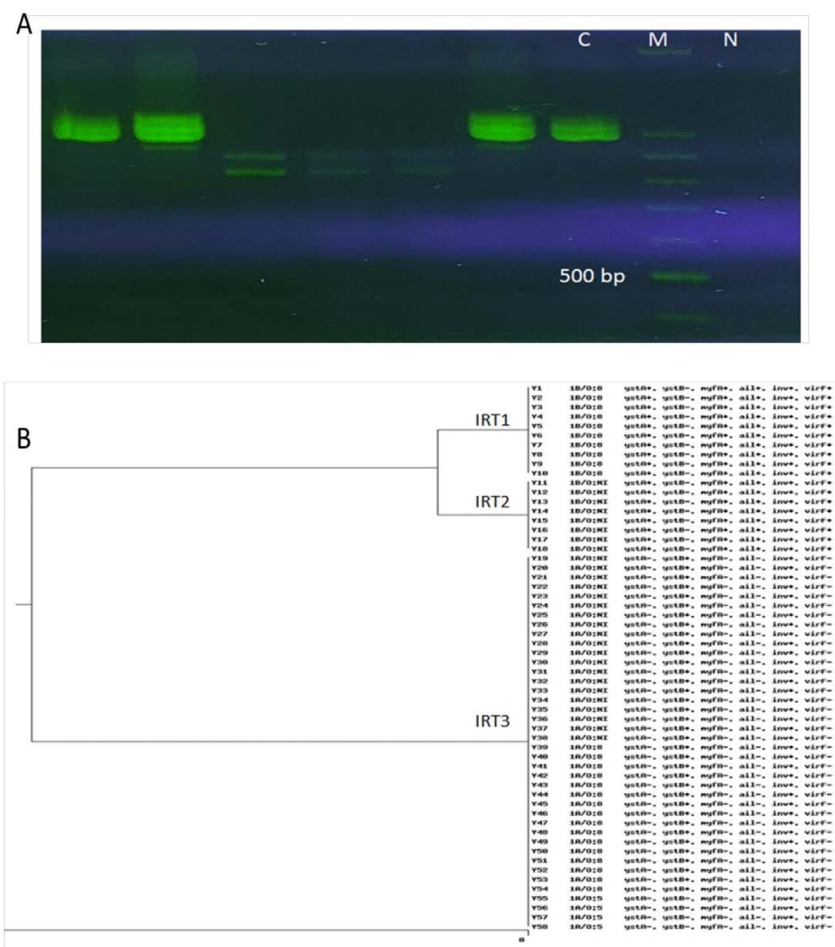 A
C M N
500 bp
B
IRT1
IRT2
IRT3
Y1 1B/O:8 ystA+, ystB-, myfA+, ail+, inv+, virF+
Y2 1B/O:8 ystA+, ystB-, myfA+, ail+, inv+, virF+
Y3 1B/O:8 ystA+, ystB-, myfA+, ail+, inv+, virF+
Y4 1B/O:8 ystA+, ystB-, myfA+, ail+, inv+, virF+
Y5 1B/O:8 ystA+, ystB-, myfA+, ail+, inv+, virF+
Y6 1B/O:8 ystA+, ystB-, myfA+, ail+, inv+, virF+
Y7 1B/O:8 ystA+, ystB-, myfA+, ail+, inv+, virF+
Y8 1B/O:8 ystA+, ystB-, myfA+, ail+, inv+, virF+
Y9 1B/O:8 ystA+, ystB-, myfA+, ail+, inv+, virF+
Y10 1B/O:8 ystA+, ystB-, myfA+, ail+, inv+, virF+
Y11 1B/O:NI ystA+, ystB-, myfA+, ail+, inv+, virF+
Y12 1B/O:NI ystA+, ystB-, myfA+, ail+, inv+, virF+
Y13 1B/O:NI ystA+, ystB-, myfA+, ail+, inv+, virF+
Y14 1B/O:NI ystA+, ystB-, myfA+, ail+, inv+, virF+
Y15 1B/O:NI ystA+, ystB-, myfA+, ail+, inv+, virF+
Y16 1B/O:NI ystA+, ystB-, myfA+, ail+, inv+, virF+
Y17 1B/O:NI ystA+, ystB-, myfA+, ail+, inv+, virF+
Y18 1B/O:NI ystA+, ystB-, myfA+, ail+, inv+, virF+
Y19 1A/O:NI ystA-, ystB+, myfA-, ail-, inv+, virF-
Y20 1A/O:NI ystA-, ystB+, myfA-, ail-, inv+, virF-
Y21 1A/O:NI ystA-, ystB+, myfA-, ail-, inv+, virF-
Y22 1A/O:NI ystA-, ystB+, myfA-, ail-, inv+, virF-
Y23 1A/O:NI ystA-, ystB+, myfA-, ail-, inv+, virF-
Y24 1A/O:NI ystA-, ystB+, myfA-, ail-, inv+, virF-
Y25 1A/O:NI ystA-, ystB+, myfA-, ail-, inv+, virF-
Y26 1A/O:NI ystA-, ystB+, myfA-, ail-, inv+, virF-
Y27 1A/O:NI ystA-, ystB+, myfA-, ail-, inv+, virF-
Y28 1A/O:NI ystA-, ystB+, myfA-, ail-, inv+, virF-
Y29 1A/O:NI ystA-, ystB+, myfA-, ail-, inv+, virF-
Y30 1A/O:NI ystA-, ystB+, myfA-, ail-, inv+, virF-
Y31 1A/O:NI ystA-, ystB+, myfA-, ail-, inv+, virF-
Y32 1A/O:NI ystA-, ystB+, myfA-, ail-, inv+, virF-
Y33 1A/O:NI ystA-, ystB+, myfA-, ail-, inv+, virF-
Y34 1A/O:NI ystA-, ystB+, myfA-, ail-, inv+, virF-
Y35 1A/O:NI ystA-, ystB+, myfA-, ail-, inv+, virF-
Y36 1A/O:NI ystA-, ystB+, myfA-, ail-, inv+, virF-
Y37 1A/O:NI ystA-, ystB+, myfA-, ail-, inv+, virF-
Y38 1A/O:NI ystA-, ystB+, myfA-, ail-, inv+, virF-
Y39 1A/O:8 ystA-, ystB+, myfA-, ail-, inv+, virF-
Y40 1A/O:8 ystA-, ystB+, myfA-, ail-, inv+, virF-
Y41 1A/O:8 ystA-, ystB+, myfA-, ail-, inv+, virF-
Y42 1A/O:8 ystA-, ystB+, myfA-, ail-, inv+, virF-
Y43 1A/O:8 ystA-, ystB+, myfA-, ail-, inv+, virF-
Y44 1A/O:8 ystA-, ystB+, myfA-, ail-, inv+, virF-
Y45 1A/O:8 ystA-, ystB+, myfA-, ail-, inv+, virF-
Y46 1A/O:8 ystA-, ystB+, myfA-, ail-, inv+, virF-
Y47 1A/O:8 ystA-, ystB+, myfA-, ail-, inv+, virF-
Y48 1A/O:8 ystA-, ystB+, myfA-, ail-, inv+, virF-
Y49 1A/O:8 ystA-, ystB+, myfA-, ail-, inv+, virF-
Y50 1A/O:8 ystA-, ystB+, myfA-, ail-, inv+, virF-
Y51 1A/O:8 ystA-, ystB+, myfA-, ail-, inv+, virF-
Y52 1A/O:8 ystA-, ystB+, myfA-, ail-, inv+, virF-
Y53 1A/O:8 ystA-, ystB+, myfA-, ail-, inv+, virF-
Y54 1A/O:8 ystA-, ystB+, myfA-, ail-, inv+, virF-
Y55 1A/O:5 ystA-, ystB+, myfA-, ail-, inv+, virF-
Y56 1A/O:5 ystA-, ystB+, myfA-, ail-, inv+, virF-
Y57 1A/O:5 ystA-, ystB+, myfA-, ail-, inv+, virF-
Y58 1A/O:5 ystA-, ystB+, myfA-, ail-, inv+, virF-
0